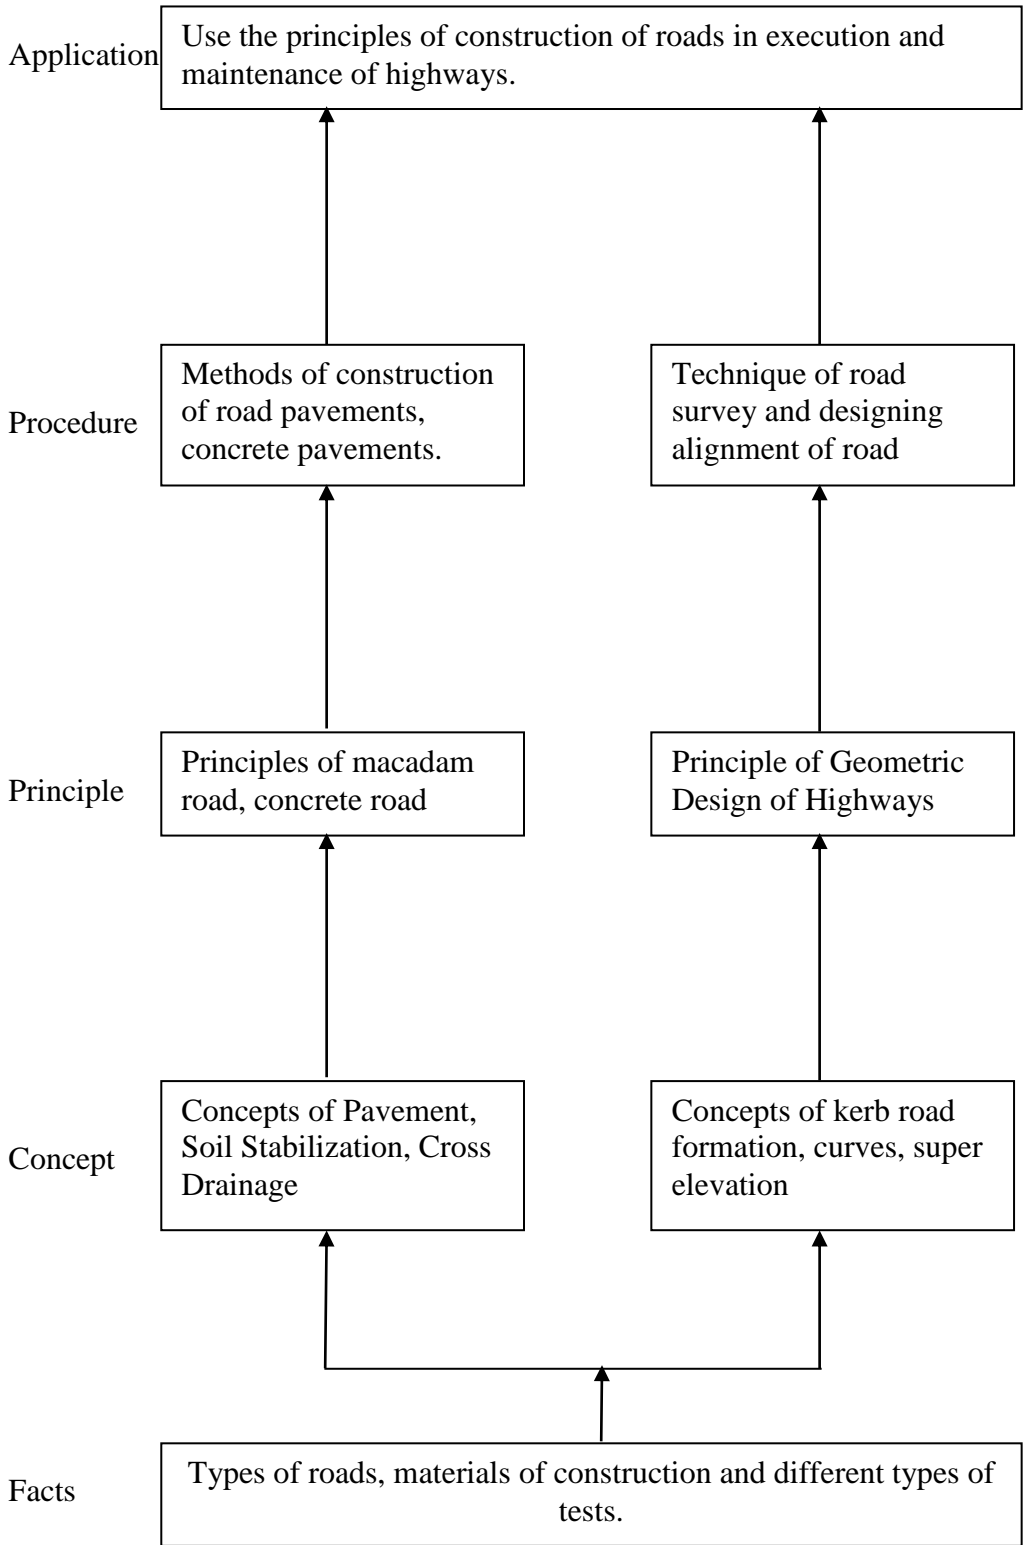 Application
Use the principles of construction of roads in execution and
maintenance of highways.
Procedure
Methods of construction
of road pavements,
concrete pavements.
Technique of road
survey and designing
alignment of road
Principle
Principles of macadam
road, concrete road
Principle of Geometric
Design of Highways
Concept
Concepts of Pavement,
Soil Stabilization, Cross
Drainage
Concepts of kerb road
formation, curves, super
elevation
Facts
Types of roads, materials of construction and different types of
tests.